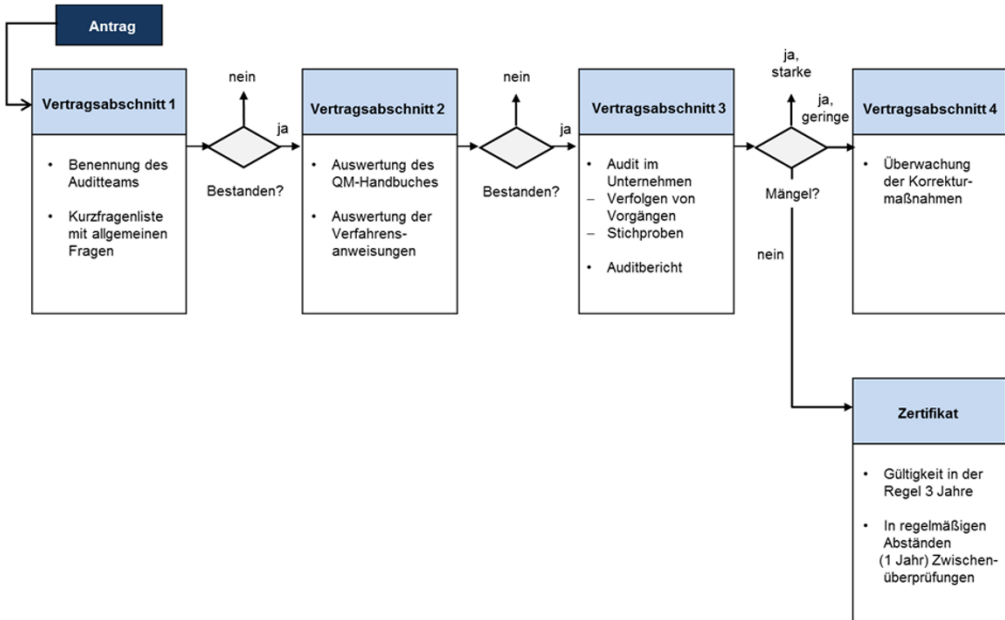 Antrag
Vertragsabschnitt 1
• Benennung des
Auditteams
• Kurzfragenliste
mit allgemeinen
Fragen
nein
ja
Bestanden?
Vertragsabschnitt 2
• Auswertung des
QM-Handbuches
• Auswertung der
Verfahrens-
anweisungen
nein
ja
Bestanden?
Vertragsabschnitt 3
• Audit im
Unternehmen
– Verfolgen von
Vorgängen
– Stichproben
• Auditbericht
ja,
starke
ja,
geringe
Mängel?
nein
Vertragsabschnitt 4
• Überwachung
der Korrektur-
maßnahmen
Zertifikat
• Gültigkeit in der
Regel 3 Jahre
• In regelmäßigen
Abständen
(1 Jahr) Zwischen-
überprüfungen